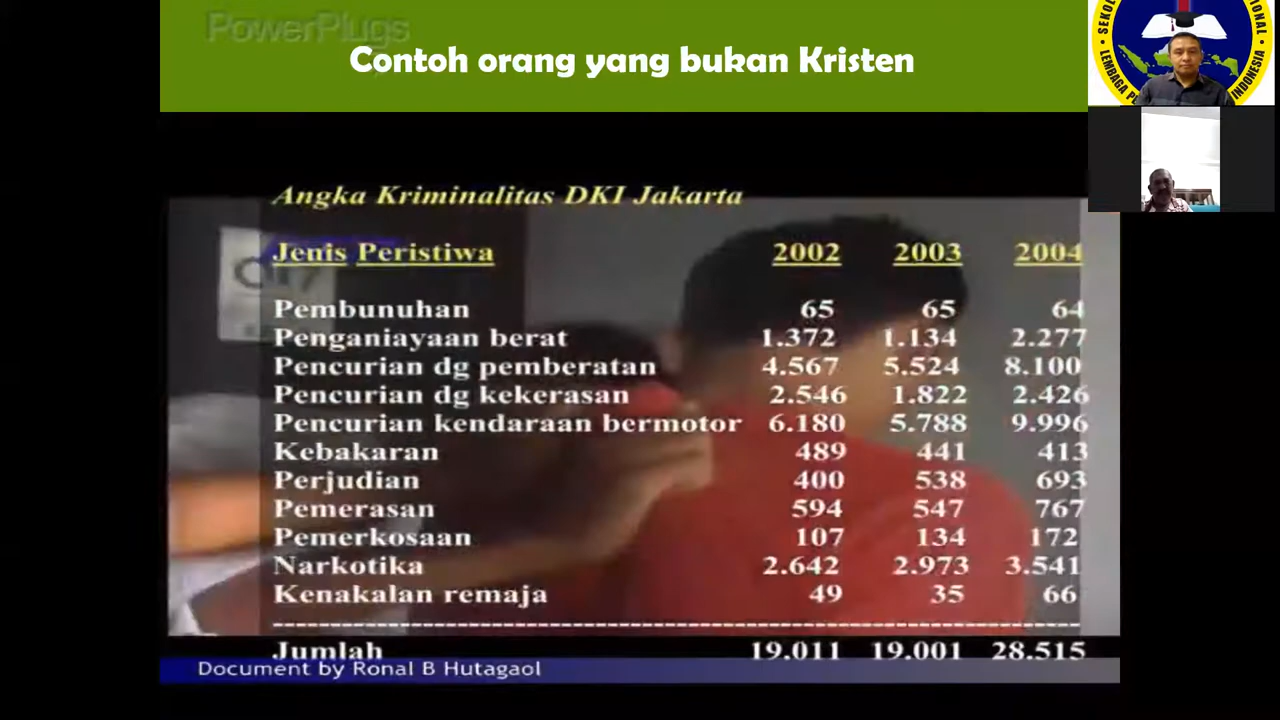 PowerPlugs
Contoh orang yang bukan Kristen
SEKOL
IONAL
LEMBAGA P
INDONESIA
Angka Kriminalitas DKI Jakarta
Jenis Peristiwa 2002 2003 2004
Pembunuhan 65 65 64
Penganiayaan berat 1.372 1.134 2.277
Pencurian dg pemberatan 4.567 5.524 8.100
Pencurian dg kekerasan 2.546 1.822 2.426
Pencurian kendaraan bermotor 6.180 5.788 9.996
Kebakaran 489 441 413
Perjudian 400 538 693
Pemerasan 594 547 767
Pemerkosaan 107 134 172
Narkotika 2.642 2.973 3.541
Kenakalan remaja 49 35 66
Jumlah 19.011 19.001 28.515
Document by Ronal B Hutagaol